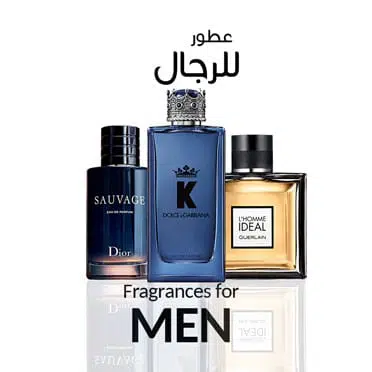 عطور
للرجال
SAUVAGE
EAU DE PARFUM
Dior
K
DOLCE & GABBANA
L'HOMME
IDEAL
GUERLAIN
Fragrances for
MEN